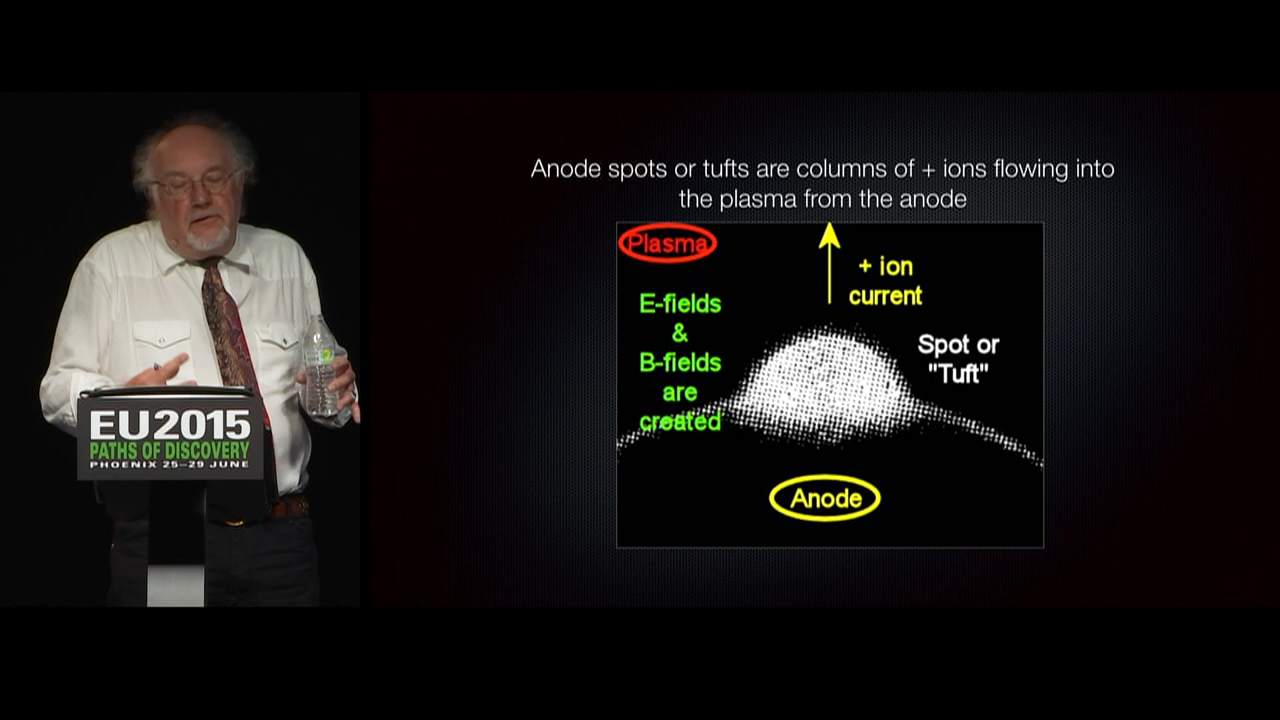 Anode spots or tufts are columns of + ions flowing into
the plasma from the anode
Plasma
+ ion
current
E-fields
&
B-fields
are
created
Spot or
"Tuft"
Anode
EU2015
PATHS OF DISCOVERY
PHOENIX 25–29 JUNE